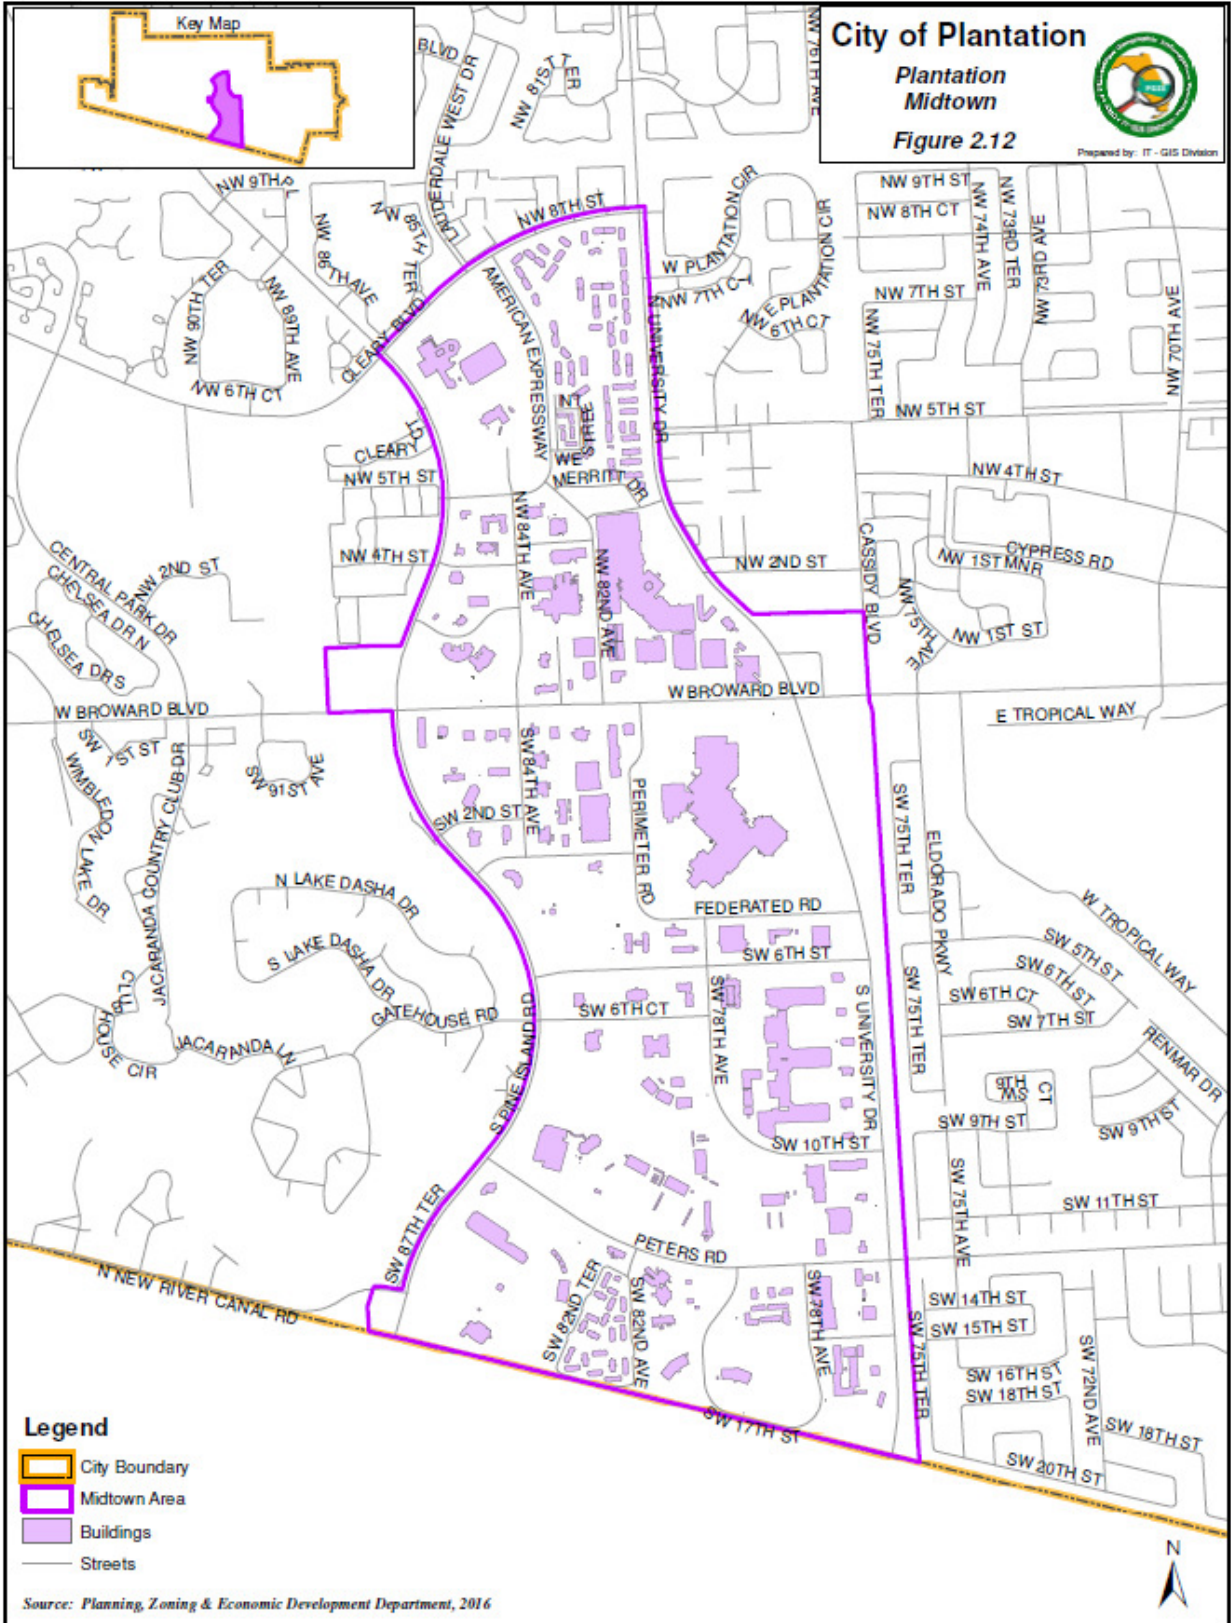 Key Map
City of Plantation
Plantation
Midtown
Figure 2.12
Prepared by: IT - GIS Division
BLVD
LAUDERDALE WEST DR
NW 81ST TER
NW 76TH AVE
NW 9TH PL
NW 86TH AVE
NW 85TH TER
NW 8TH ST
W PLANTATION CIR
E PLANTATION CIR
NW 9TH ST
NW 8TH CT
NW 74TH AVE
NW 73RD TER
NW 73RD AVE
NW 70TH AVE
NW 90TH TER
NW 89TH AVE
NW 6TH CT
CLEARY BLVD
AMERICAN EXPRESSWAY
N UNIVERSITY DR
NW 7TH CT
NW 6TH CT
NW 7TH ST
NW 75TH TER
NW 5TH ST
CLEARY CT
NW 5TH ST
NW 4TH ST
WE
MERRITT DR
NW 84TH AVE
NW 82ND AVE
NW 2ND ST
CASSIDY BLVD
NW 4TH ST
CYPRESS RD
NW 1ST MNR
NW 75TH AVE
NW 1ST ST
CENTRAL PARK DR
NW 2ND ST
CHELSEA DR N
CHELSEA DR S
W BROWARD BLVD
W BROWARD BLVD
E TROPICAL WAY
SW 1ST ST
WIMBLEDON LAKE DR
JACARANDA COUNTRY CLUB DR
SW 91ST AVE
SW 84TH AVE
SW 2ND ST
PERIMETER RD
SW 75TH TER
ELDORADO PKWY
W TROPICAL WAY
N LAKE DASHA DR
S LAKE DASHA DR
GATEHOUSE RD
FEDERATED RD
SW 6TH ST
SW 6TH CT
SW 78TH AVE
S UNIVERSITY DR
SW 75TH TER
SW 5TH ST
SW 6TH ST
SW 6TH CT
SW 7TH ST
RENMAR DR
CLUB HOUSE CIR
JACARANDA LN
S PINE ISLAND RD
SW 9TH CT
SW 9TH ST
SW 9TH ST
SW 10TH ST
SW 75TH AVE
SW 11TH ST
SW 87TH TER
PETERS RD
N NEW RIVER CANAL RD
SW 82ND TER
SW 82ND AVE
SW 78TH AVE
SW 75TH TER
SW 14TH ST
SW 15TH ST
SW 16TH ST
SW 18TH ST
SW 72ND AVE
SW 18TH ST
SW 20TH ST
SW 17TH ST
Legend
City Boundary
Midtown Area
Buildings
Streets
N
Source: Planning, Zoning & Economic Development Department, 2016